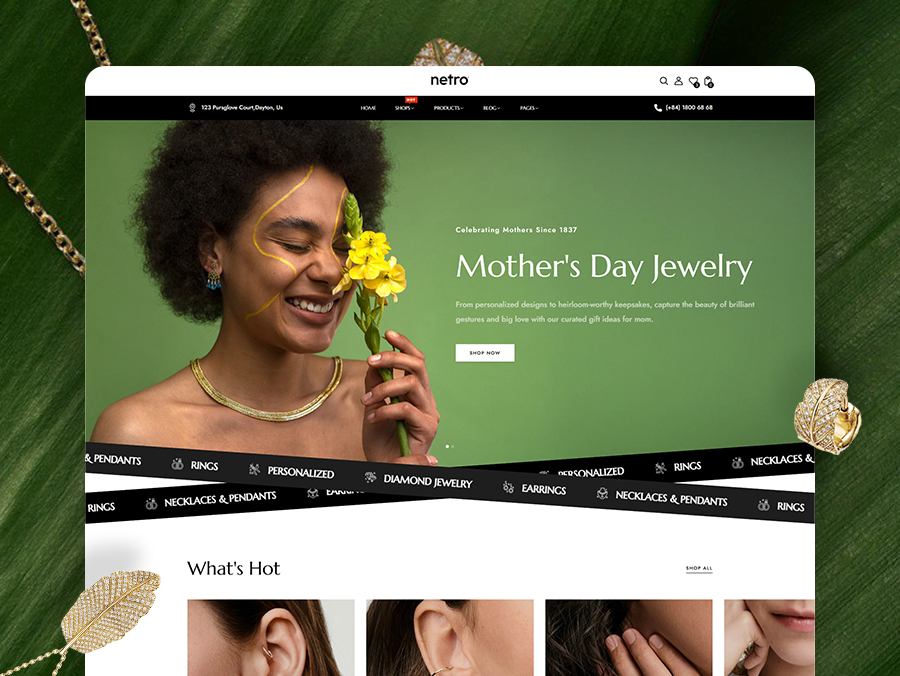 netro
123 Pursglove Court,Dayton, Us
HOME
HOT
SHOPS
PRODUCTS
BLOG
PAGES
(+84) 1800 68 68
Celebrating Mothers Since 1837
Mother's Day Jewelry
From personalized designs to heirloom-worthy keepsakes, capture the beauty of brilliant
gestures and big love with our curated gift ideas for mom.
SHOP NOW
& PENDANTS RINGS PERSONALIZED DIAMOND JEWELRY EARRINGS NECKLACES & PENDANTS RINGS
RINGS NECKLACES & PENDANTS EARRINGS PERSONALIZED RINGS NECKLACES &
What's Hot
SHOP ALL